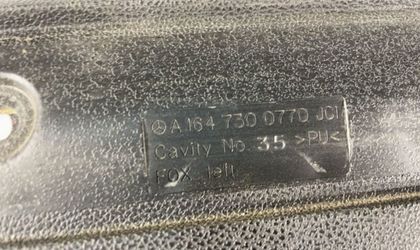 A 164 730 0770 JCI
Cavity No. 35 >PU<
FOX left